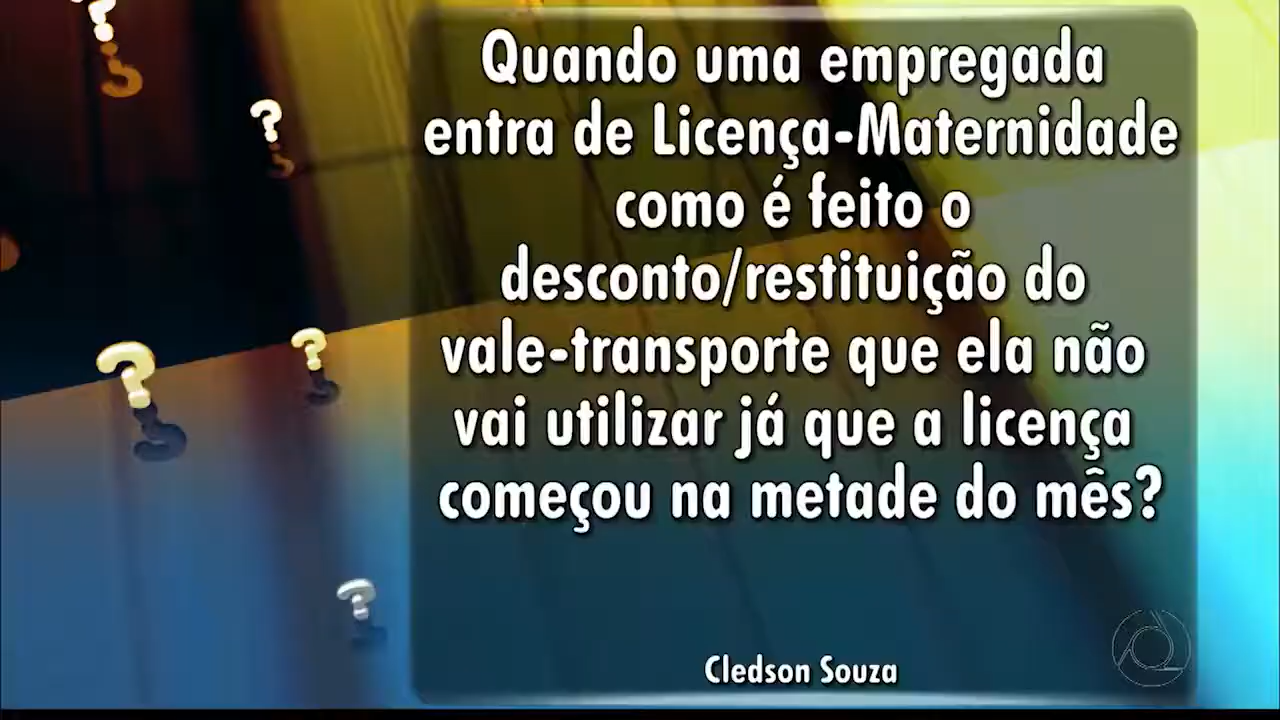 Quando uma empregada
entra de Licença-Maternidade
como é feito o
desconto/restituição do
vale-transporte que ela não
vai utilizar já que a licença
começou na metade do mês?
Cledson Souza